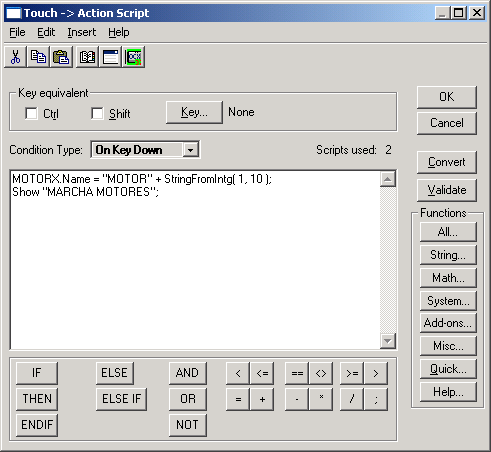 Touch -> Action Script
File Edit Insert Help
Key equivalent
Ctrl Shift Key... None
OK
Cancel
Condition Type: On Key Down Scripts used: 2
Convert
Validate
MOTORX.Name = "MOTOR" + StringFromIntg( 1, 10 );
Show "MARCHA MOTORES";
Functions
All...
String...
Math...
System...
Add-ons...
Misc...
Quick...
Help...
IF ELSE AND < <= == <> >= >
THEN ELSE IF OR = + - * / ;
ENDIF NOT